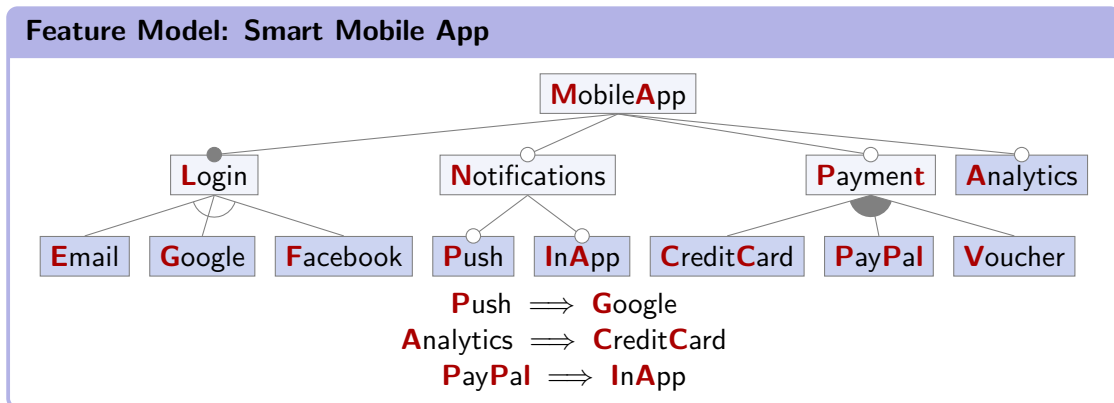 Feature Model: Smart Mobile App
MobileApp
Login Notifications Payment Analytics
Email Google Facebook Push InApp CreditCard PayPal Voucher
Push ⟹ Google
Analytics ⟹ CreditCard
PayPal ⟹ InApp